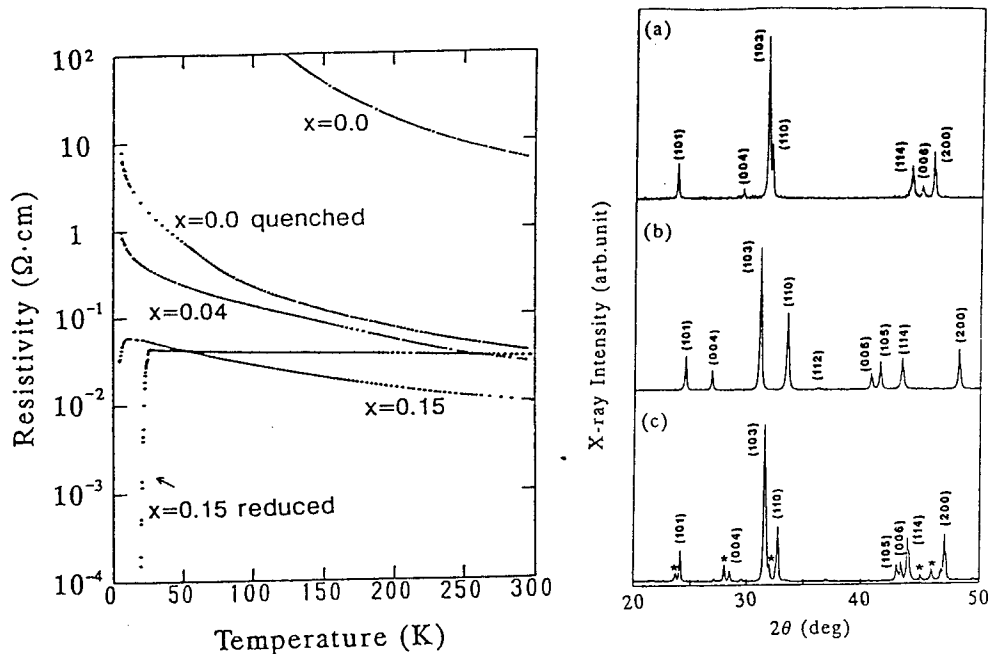 10²
10
1
10⁻¹
10⁻²
10⁻³
10⁻⁴
Resistivity (Ω·cm)
x=0.0
x=0.0 quenched
x=0.04
x=0.15
x=0.15 reduced
0 50 100 150 200 250 300
Temperature (K)
(a)
(101)
(004)
(103)
(110)
(114)
(006)
(200)
(b)
(101)
(004)
(103)
(110)
(112)
(006)
(105)
(114)
(200)
(c)
* (101)
*
(004)
(103)
*
(110)
(105)
(006)
(114)
*
*
(200)
X-ray Intensity (arb.unit)
20 30 40 50
2θ (deg)